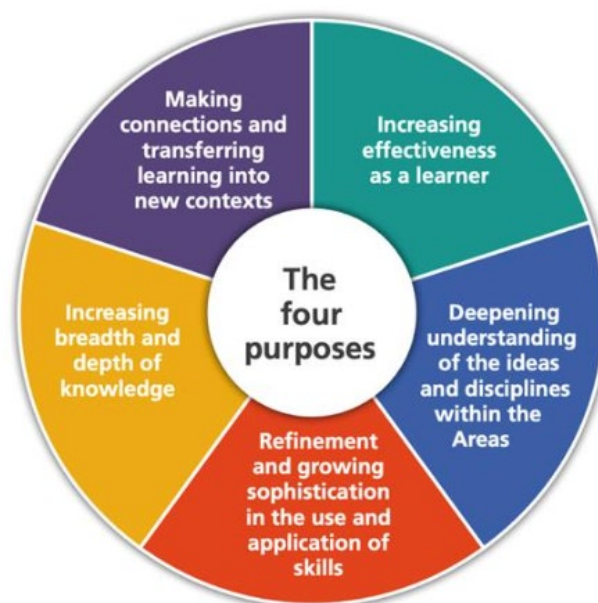 The
four
purposes
Increasing
effectiveness
as a learner
Deepening
understanding
of the ideas
and disciplines
within the
Areas
Refinement
and growing
sophistication
in the use and
application of
skills
Increasing
breadth and
depth of
knowledge
Making
connections and
transferring
learning into
new contexts